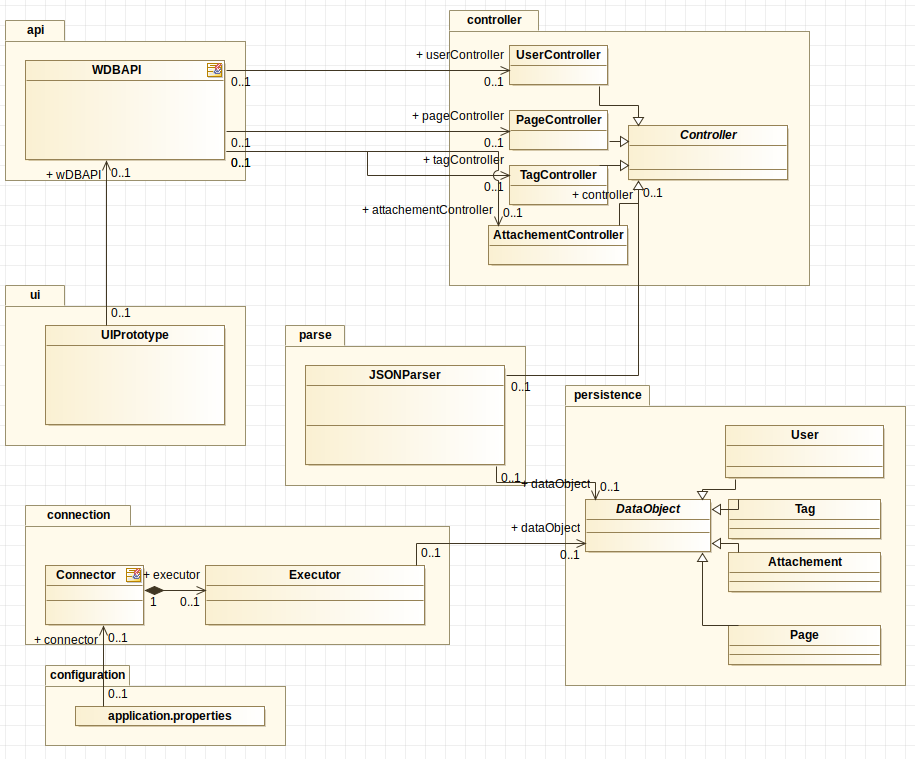 api
WDBAPI
0..1
0..1
0..1
+ wDBAPI
0..1
controller
+ userController
0..1
UserController
+ pageController
0..1
PageController
Controller
+ tagController
0..1
TagController
+ controller
0..1
+ attachementController
0..1
AttachementController
ui
0..1
UIPrototype
parse
JSONParser
0..1
0..1
+ dataObject
0..1
persistence
User
DataObject
Tag
Attachement
Page
+ dataObject
0..1
connection
0..1
Connector
+ executor
1
0..1
Executor
+ connector
0..1
configuration
0..1
application.properties